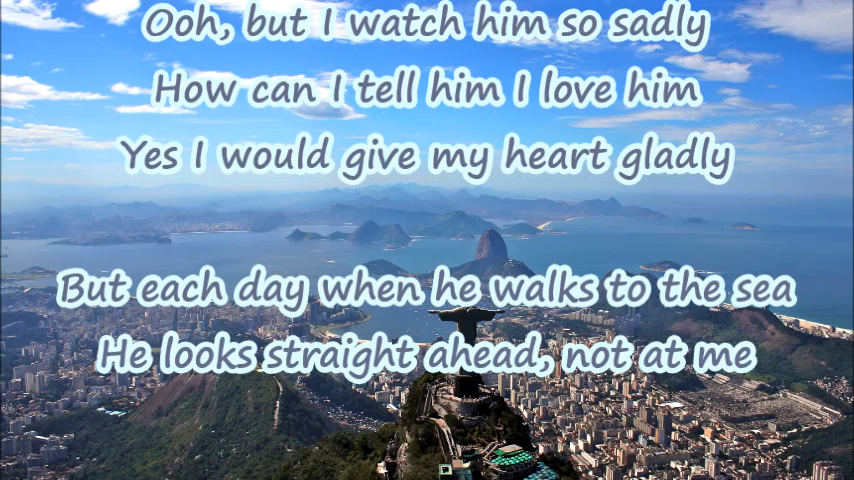 Ooh, but I watch him so sadly
How can I tell him I love him
Yes I would give my heart gladly
But each day when he walks to the sea
He looks straight ahead, not at me